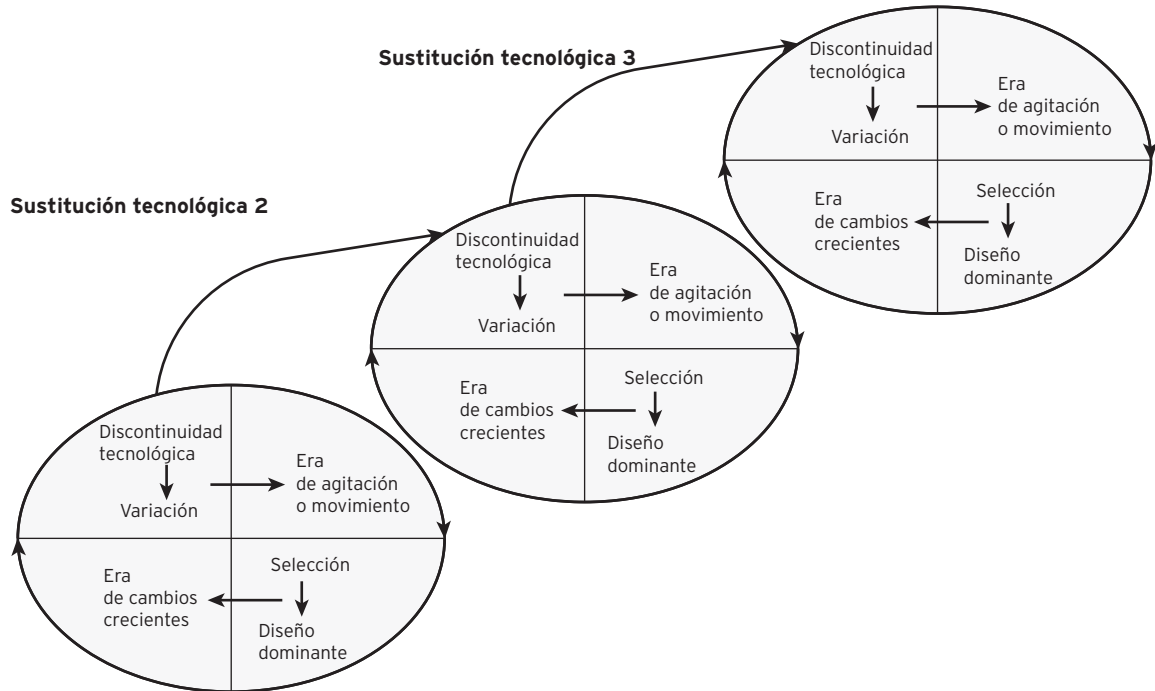 Sustitución tecnológica 3
Discontinuidad
tecnológica
Variación
Era
de agitación
o movimiento
Era
de cambios
crecientes
Selección
Diseño
dominante
Sustitución tecnológica 2
Discontinuidad
tecnológica
Variación
Era
de agitación
o movimiento
Era
de cambios
crecientes
Selección
Diseño
dominante
Discontinuidad
tecnológica
Variación
Era
de agitación
o movimiento
Era
de cambios
crecientes
Selección
Diseño
dominante